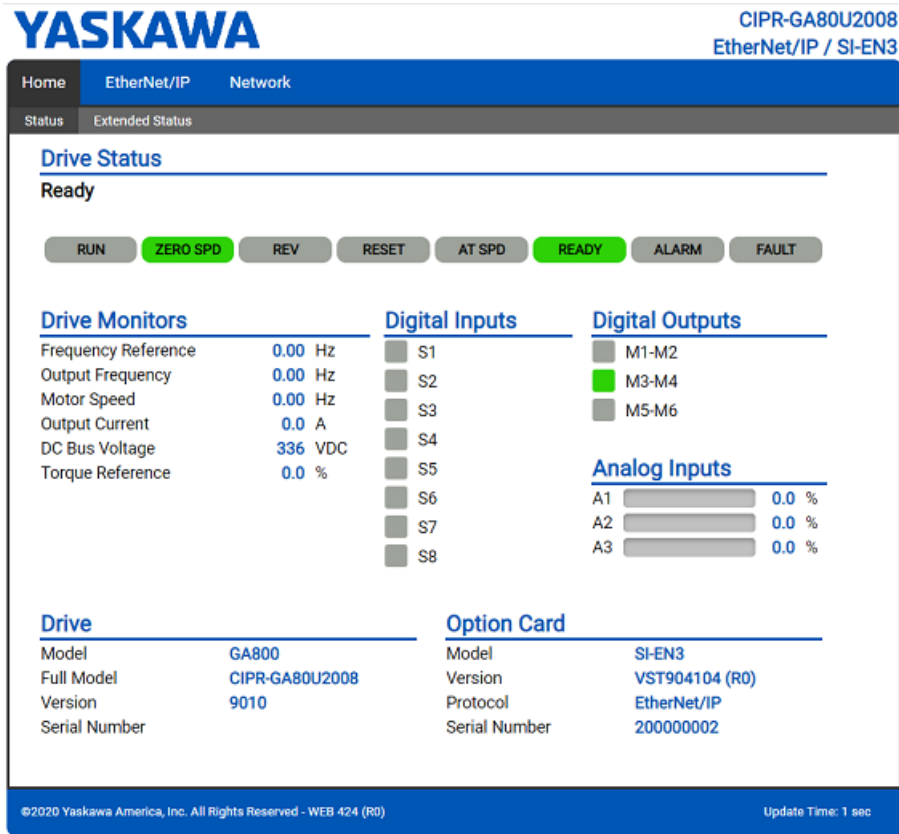 YASKAWA
CIPR-GA80U2008
EtherNet/IP / SI-EN3
Home EtherNet/IP Network
Status Extended Status
Drive Status
Ready
RUN ZERO SPD REV RESET AT SPD READY ALARM FAULT
Drive Monitors
Frequency Reference 0.00 Hz
Output Frequency 0.00 Hz
Motor Speed 0.00 Hz
Output Current 0.0 A
DC Bus Voltage 336 VDC
Torque Reference 0.0 %
Digital Inputs
S1
S2
S3
S4
S5
S6
S7
S8
Digital Outputs
M1-M2
M3-M4
M5-M6
Analog Inputs
A1 0.0 %
A2 0.0 %
A3 0.0 %
Drive
Model GA800
Full Model CIPR-GA80U2008
Version 9010
Serial Number
Option Card
Model SI-EN3
Version VST904104 (R0)
Protocol EtherNet/IP
Serial Number 200000002
©2020 Yaskawa America, Inc. All Rights Reserved - WEB 424 (R0)
Update Time: 1 sec